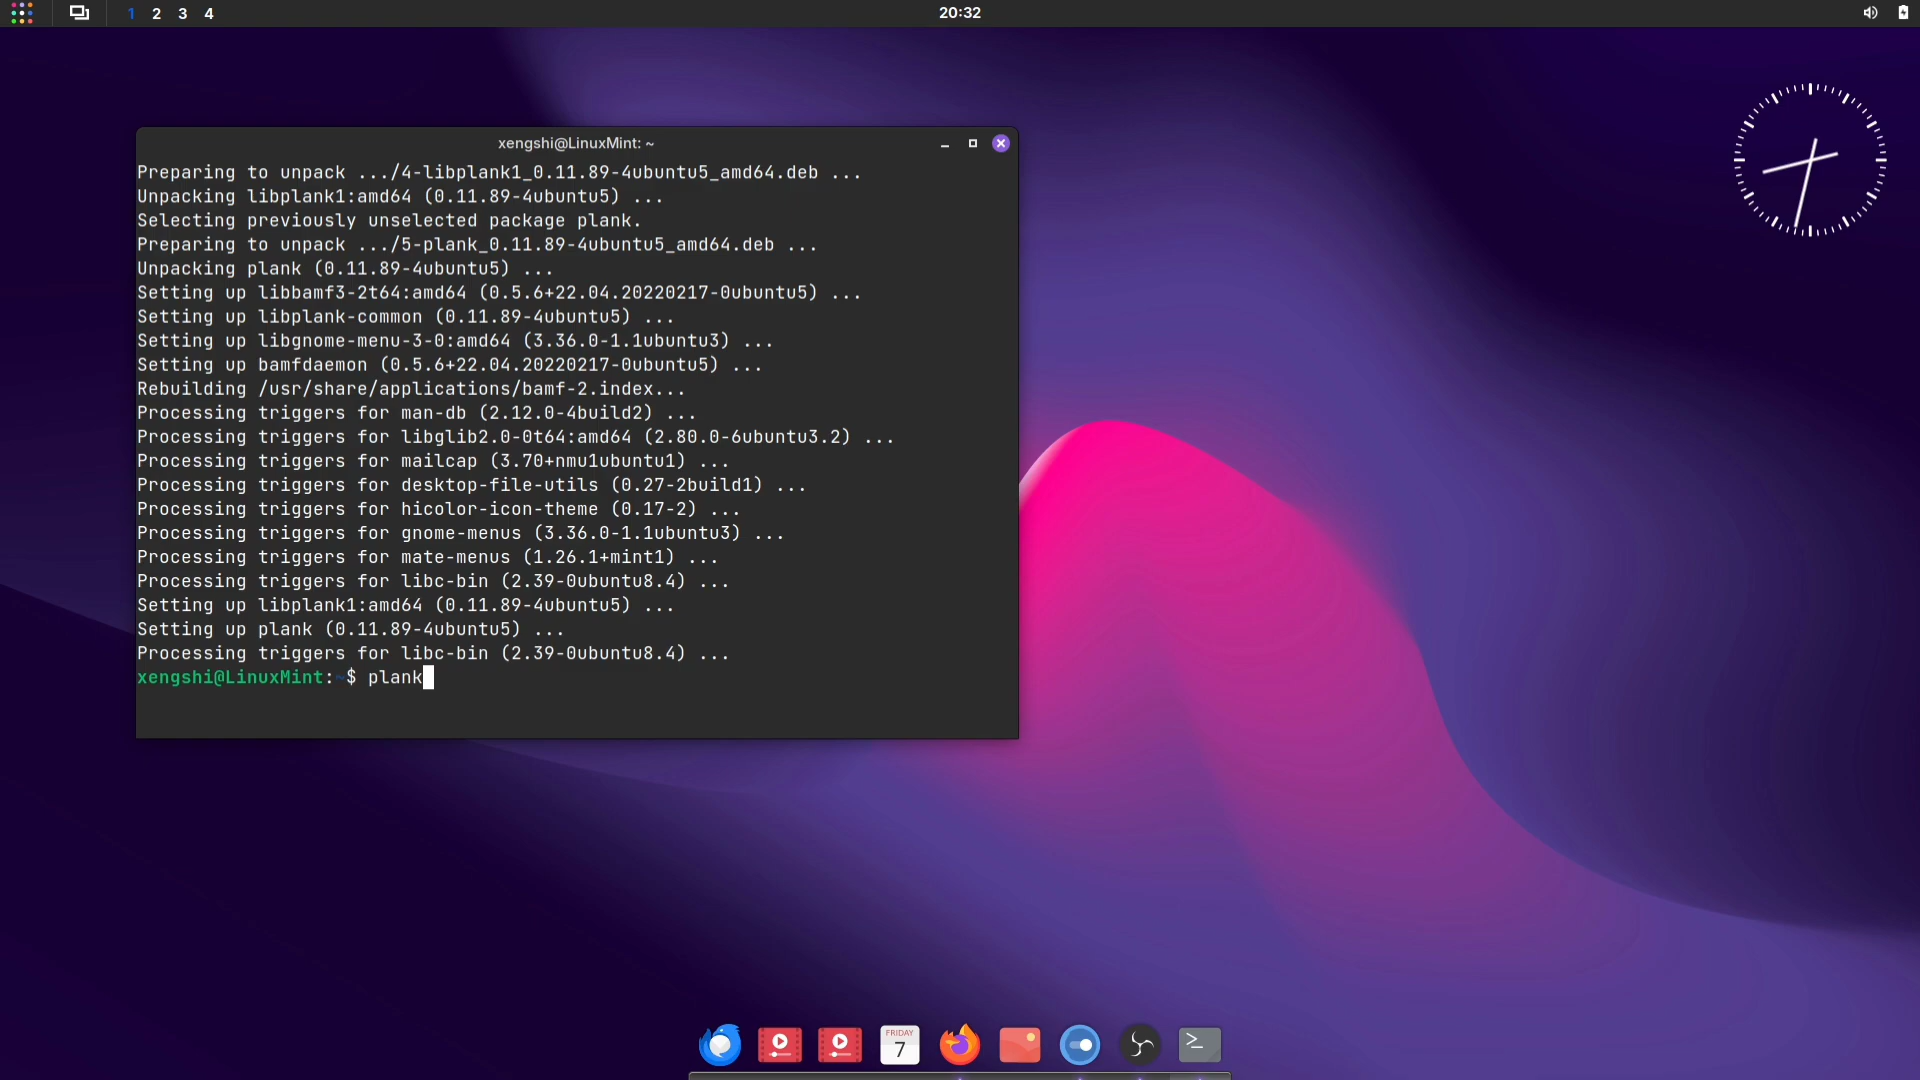 1 2 3 4
20:32
xengshi@LinuxMint: ~
Preparing to unpack .../4-libplank1_0.11.89-4ubuntu5_amd64.deb ...
Unpacking libplank1:amd64 (0.11.89-4ubuntu5) ...
Selecting previously unselected package plank.
Preparing to unpack .../5-plank_0.11.89-4ubuntu5_amd64.deb ...
Unpacking plank (0.11.89-4ubuntu5) ...
Setting up libbamf3-2t64:amd64 (0.5.6+22.04.20220217-0ubuntu5) ...
Setting up libplank-common (0.11.89-4ubuntu5) ...
Setting up libgnome-menu-3-0:amd64 (3.36.0-1.1ubuntu3) ...
Setting up bamfdaemon (0.5.6+22.04.20220217-0ubuntu5) ...
Rebuilding /usr/share/applications/bamf-2.index...
Processing triggers for man-db (2.12.0-4build2) ...
Processing triggers for libglib2.0-0t64:amd64 (2.80.0-6ubuntu3.2) ...
Processing triggers for mailcap (3.70+nmu1ubuntu1) ...
Processing triggers for desktop-file-utils (0.27-2build1) ...
Processing triggers for hicolor-icon-theme (0.17-2) ...
Processing triggers for gnome-menus (3.36.0-1.1ubuntu3) ...
Processing triggers for mate-menus (1.26.1+mint1) ...
Processing triggers for libc-bin (2.39-0ubuntu8.4) ...
Setting up libplank1:amd64 (0.11.89-4ubuntu5) ...
Setting up plank (0.11.89-4ubuntu5) ...
Processing triggers for libc-bin (2.39-0ubuntu8.4) ...
xengshi@LinuxMint:~$ plank
FRIDAY
7